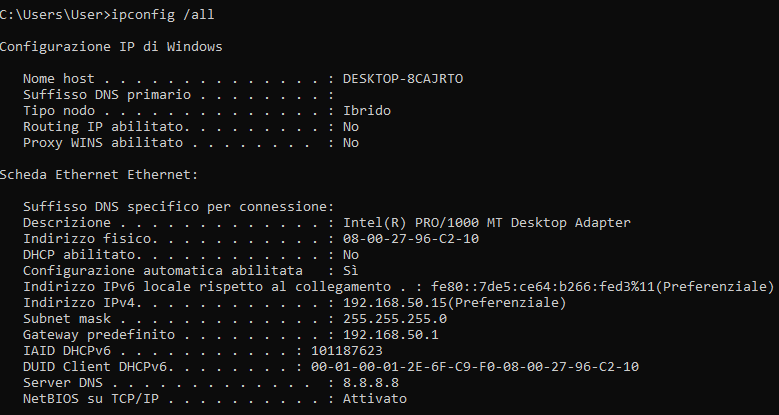 C:\Users\User>ipconfig /all
Configurazione IP di Windows
Nome host . . . . . . . . . . . . . . : DESKTOP-8CAJRTO
Suffisso DNS primario . . . . . . . . :
Tipo nodo . . . . . . . . . . . . . . : Ibrido
Routing IP abilitato. . . . . . . . . : No
Proxy WINS abilitato . . . . . . . . : No
Scheda Ethernet Ethernet:
Suffisso DNS specifico per connessione:
Descrizione . . . . . . . . . . . . . : Intel(R) PRO/1000 MT Desktop Adapter
Indirizzo fisico. . . . . . . . . . . : 08-00-27-96-C2-10
DHCP abilitato. . . . . . . . . . . . : No
Configurazione automatica abilitata : Sì
Indirizzo IPv6 locale rispetto al collegamento . : fe80::7de5:ce64:b266:fed3%11(Preferenziale)
Indirizzo IPv4. . . . . . . . . . . . : 192.168.50.15(Preferenziale)
Subnet mask . . . . . . . . . . . . . : 255.255.255.0
Gateway predefinito . . . . . . . . . : 192.168.50.1
IAID DHCPv6 . . . . . . . . . . . : 101187623
DUID Client DHCPv6. . . . . . . . : 00-01-00-01-2E-6F-C9-F0-08-00-27-96-C2-10
Server DNS . . . . . . . . . . . . . : 8.8.8.8
NetBIOS su TCP/IP . . . . . . . . . . : Attivato